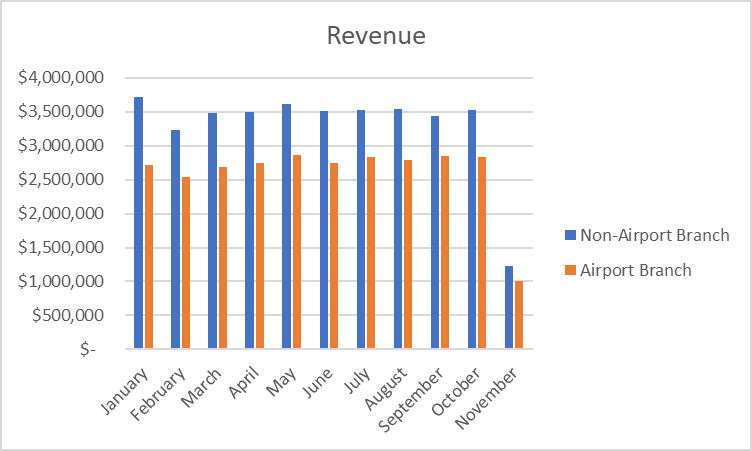 Revenue
$4,000,000
$3,500,000
$3,000,000
$2,500,000
$2,000,000
$1,500,000
$1,000,000
$500,000
$-
January
February
March
April
May
June
July
August
September
October
November
Non-Airport Branch
Airport Branch